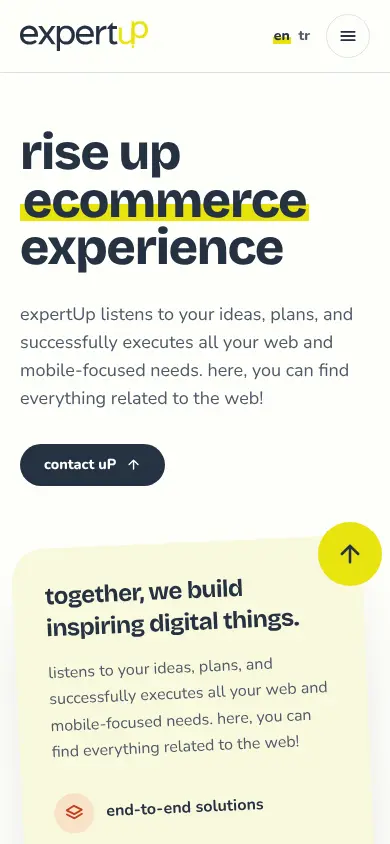 expertup
en tr
rise up
ecommerce
experience
expertUp listens to your ideas, plans, and
successfully executes all your web and
mobile-focused needs. here, you can find
everything related to the web!
contact uP
together, we build
inspiring digital things.
listens to your ideas, plans, and
successfully executes all your web and
mobile-focused needs. here, you can
find everything related to the web!
end-to-end solutions